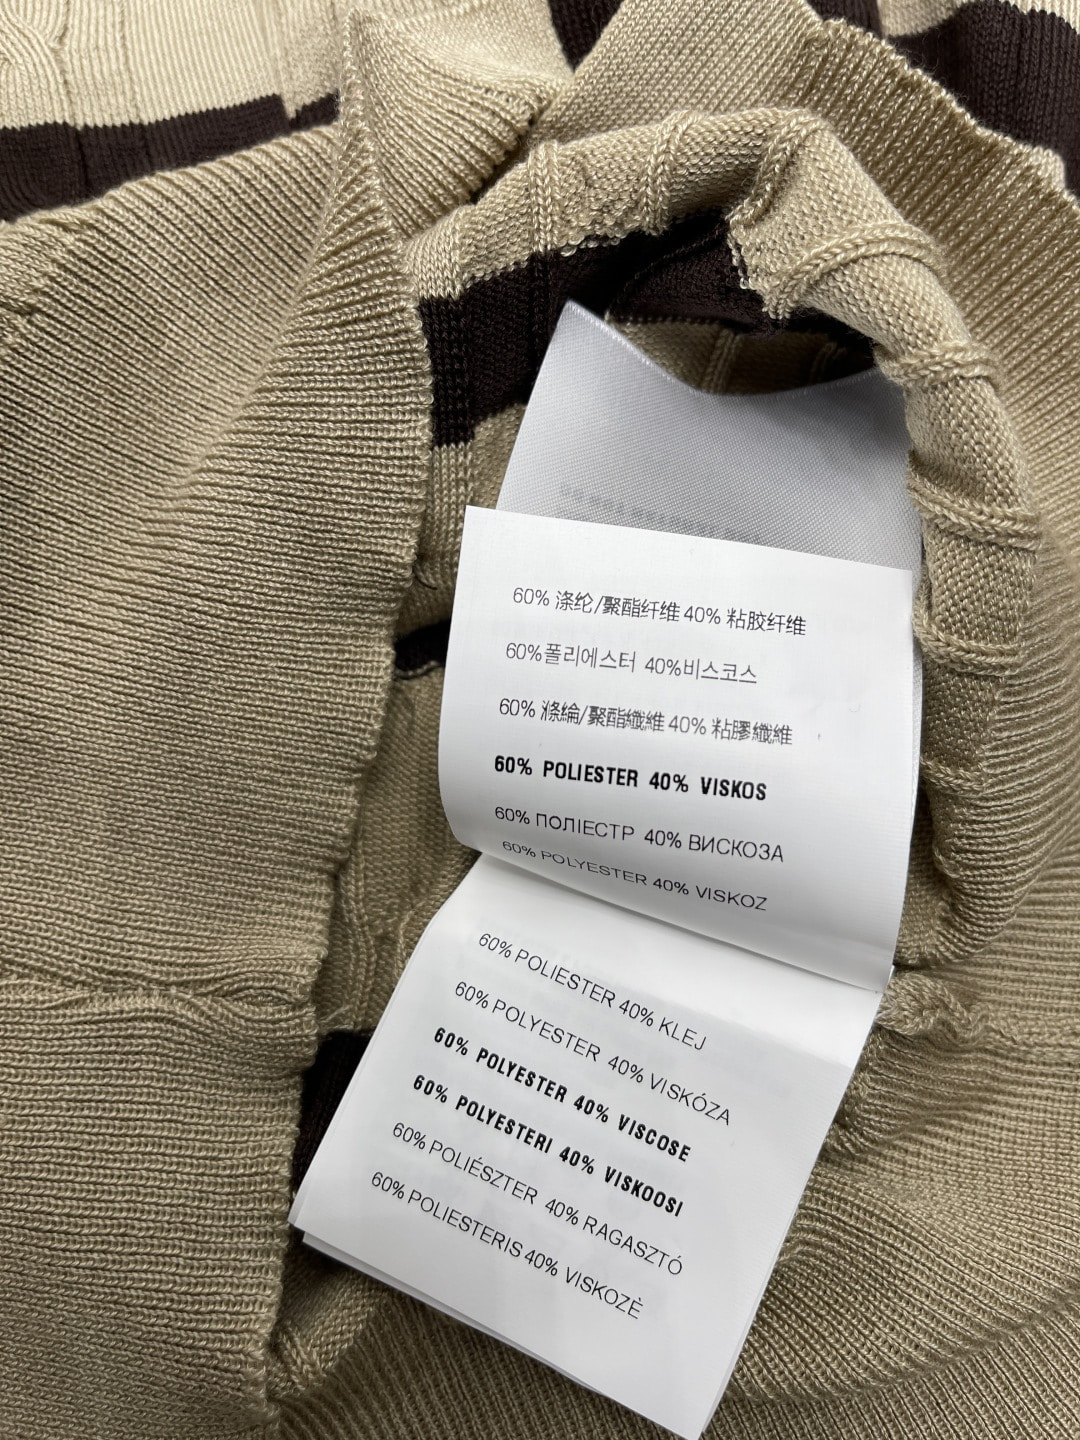 60% 涤纶/聚酯纤维 40% 粘胶纤维
60%폴리에스터 40%비스코스
60% 滌綸/聚酯纖維 40% 粘膠纖維
60% POLIESTER 40% VISKOS
60% ПОЛІЕСТР 40% ВИСКОЗА
60% POLYESTER 40% VISKOZ
60% POLIESTER 40% KLEJ
60% POLYESTER 40% VISKÓZA
60% POLYESTER 40% VISCOSE
60% POLYESTERI 40% VISKOOSI
60% POLIÉSZTER 40% RAGASZTÓ
60% POLIESTERIS 40% VISKOZĖ